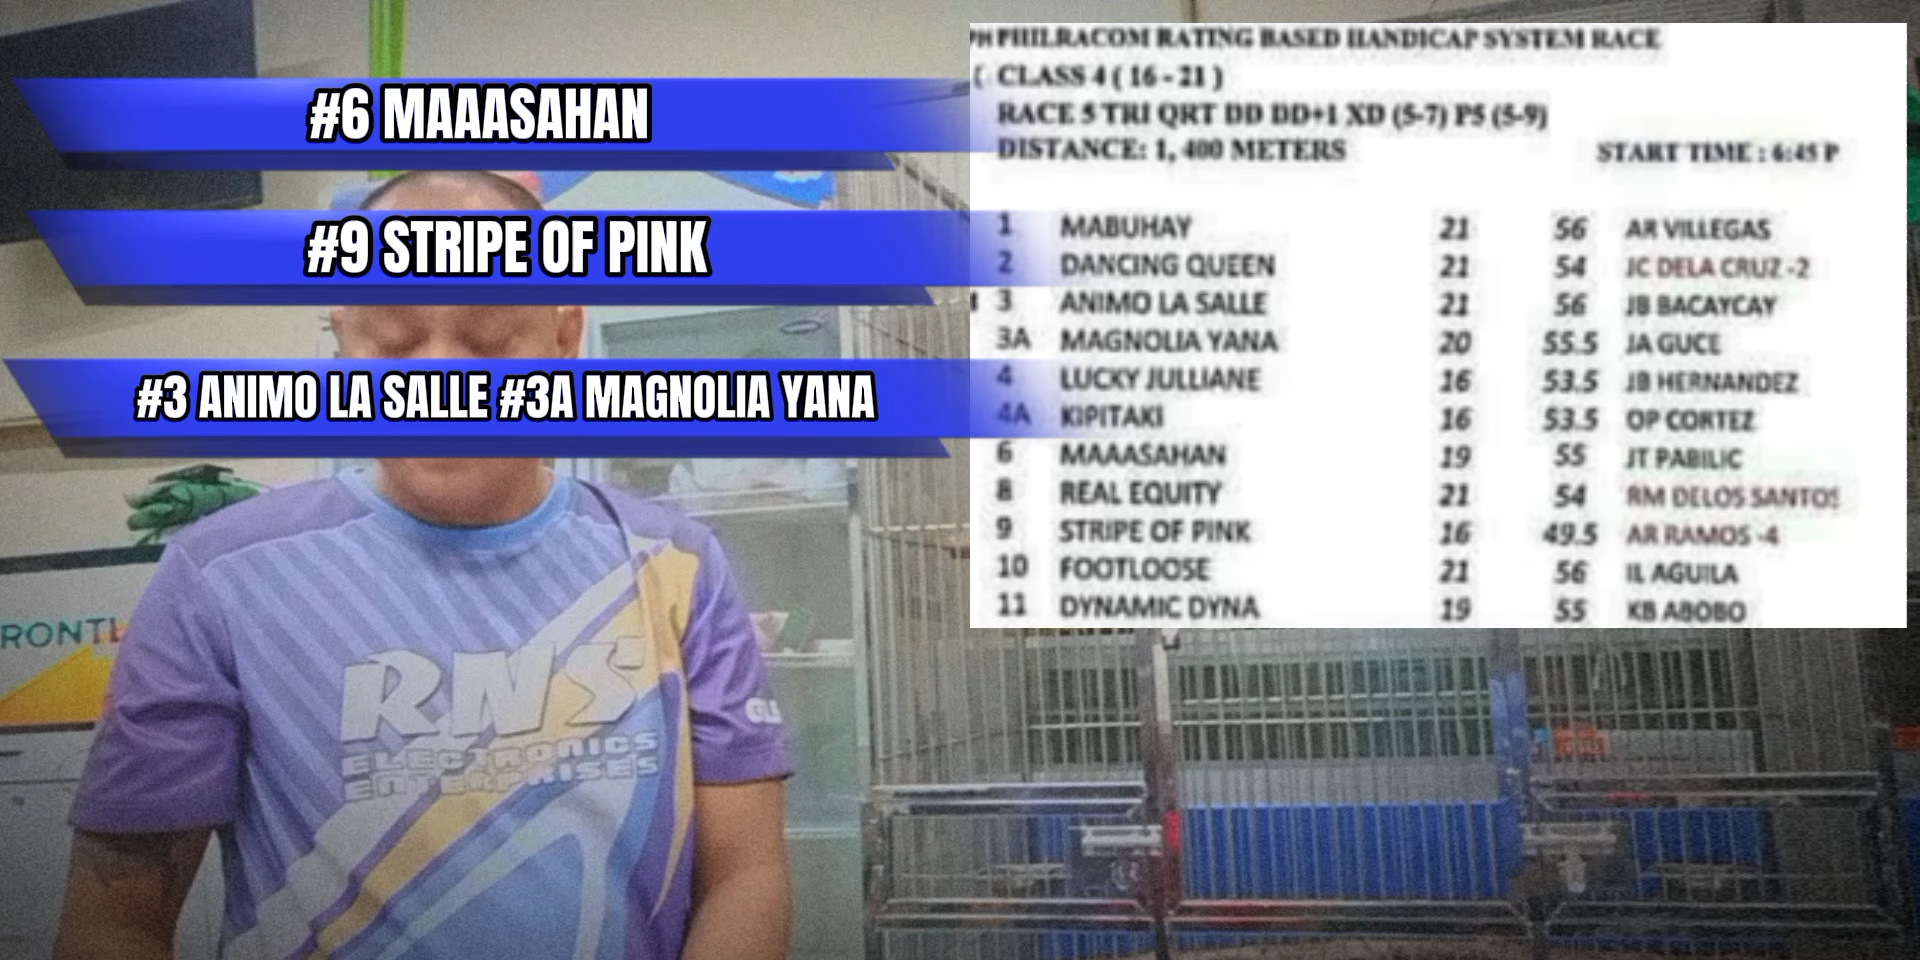 #6 MAAASAHAN
#9 STRIPE OF PINK
#3 ANIMO LA SALLE #3A MAGNOLIA YANA
PHILRACOM RATING BASED HANDICAP SYSTEM RACE
CLASS 4 ( 16 - 21 )
RACE 5 TRI QRT DD DD+1 XD (5-7) P5 (5-9)
DISTANCE: 1, 400 METERS START TIME : 6:45 P
1 MABUHAY 21 56 AR VILLEGAS
2 DANCING QUEEN 21 54 JC DELA CRUZ -2
3 ANIMO LA SALLE 21 56 JB BACAYCAY
3A MAGNOLIA YANA 20 55.5 JA GUCE
4 LUCKY JULLIANE 16 53.5 JB HERNANDEZ
4A KIPITAKI 16 53.5 OP CORTEZ
6 MAAASAHAN 19 55 JT PABILIC
8 REAL EQUITY 21 54 RM DELOS SANTOS
9 STRIPE OF PINK 16 49.5 AR RAMOS -4
10 FOOTLOOSE 21 56 IL AGUILA
11 DYNAMIC DYNA 19 55 KB ABOBO
RONTL
RNS
ELECTRONICS
ENTERPRISES